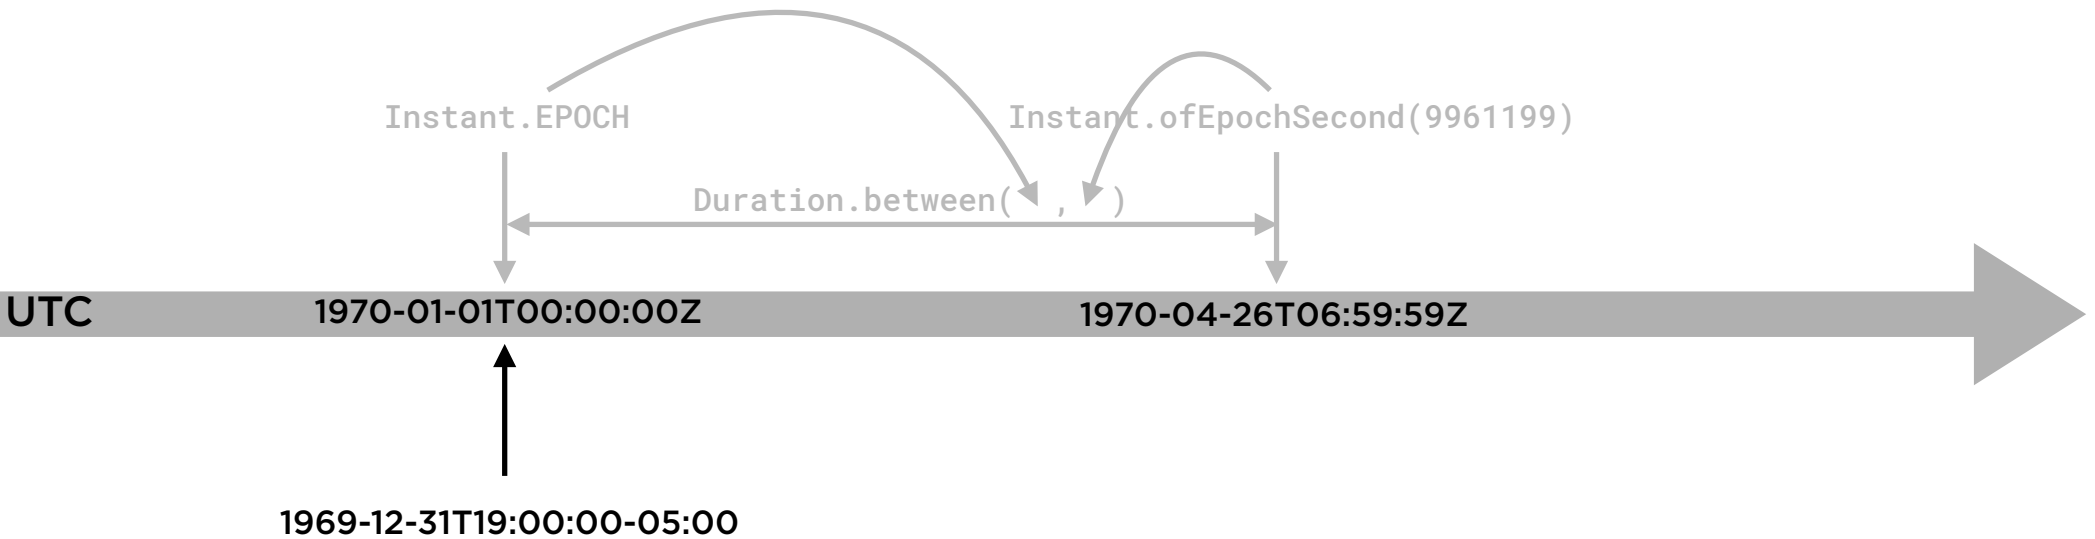 Instant.EPOCH
Instant.ofEpochSecond(9961199)
Duration.between( , )
UTC
1970-01-01T00:00:00Z
1970-04-26T06:59:59Z
1969-12-31T19:00:00-05:00